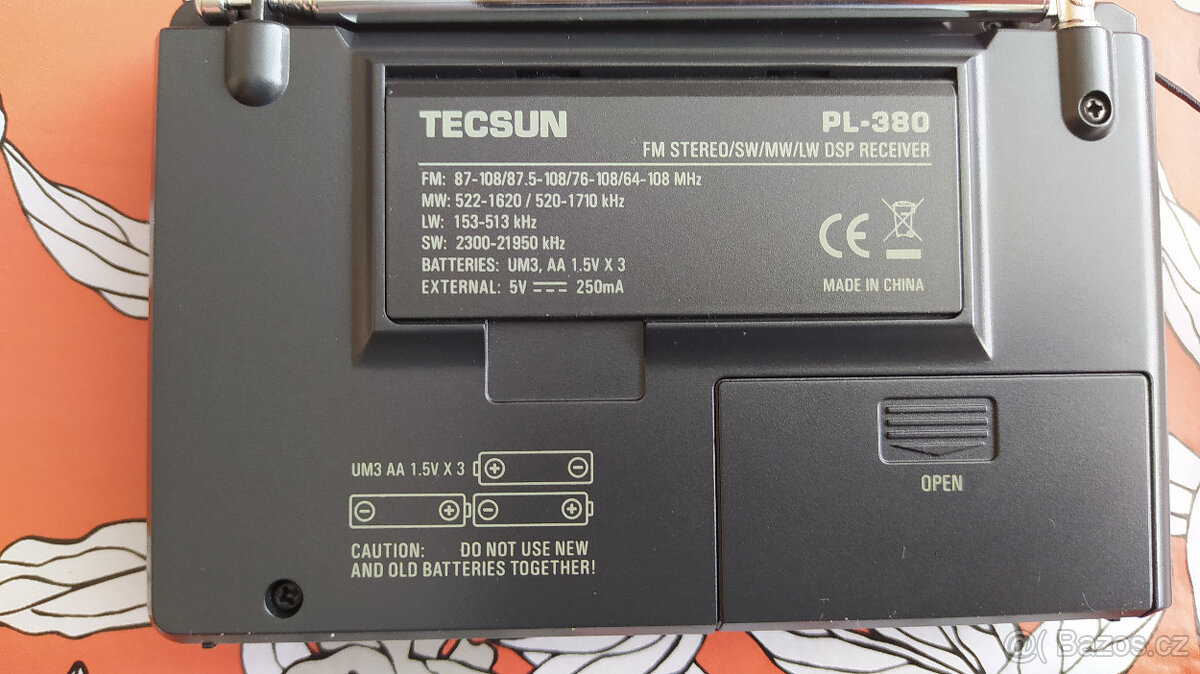 TECSUN PL-380
FM STEREO/SW/MW/LW DSP RECEIVER
FM: 87-108/87.5-108/76-108/64-108 MHz
MW: 522-1620 / 520-1710 kHz
LW: 153-513 kHz
SW: 2300-21950 kHz
BATTERIES: UM3, AA 1.5V X 3
EXTERNAL: 5V 250mA
CE
MADE IN CHINA
OPEN
UM3 AA 1.5V X 3
CAUTION: DO NOT USE NEW
AND OLD BATTERIES TOGETHER!
Bazos.cz